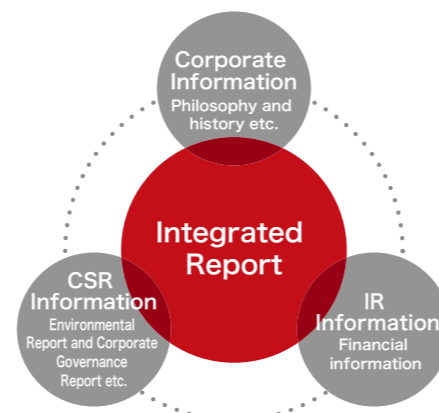 Corporate
Information
Philosophy and
history etc.
Integrated
Report
CSR
Information
Environmental
Report and Corporate
Governance
Report etc.
IR
Information
Financial
information